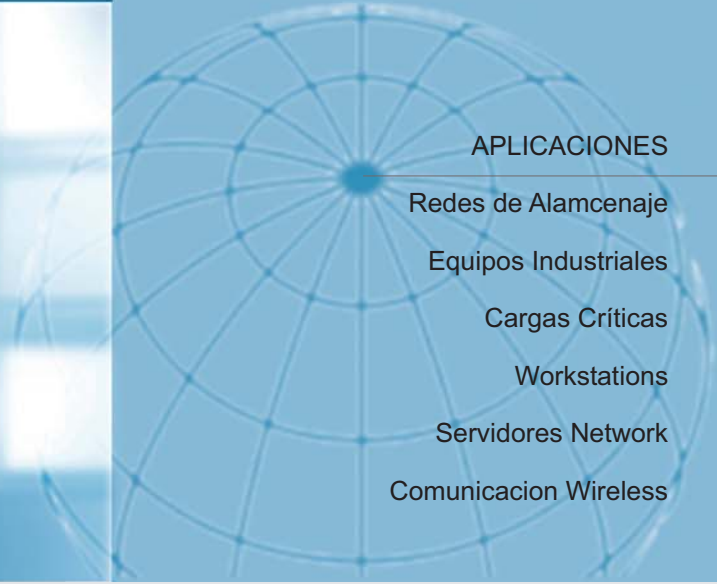 APLICACIONES
Redes de Alamcenaje
Equipos Industriales
Cargas Críticas
Workstations
Servidores Network
Comunicacion Wireless